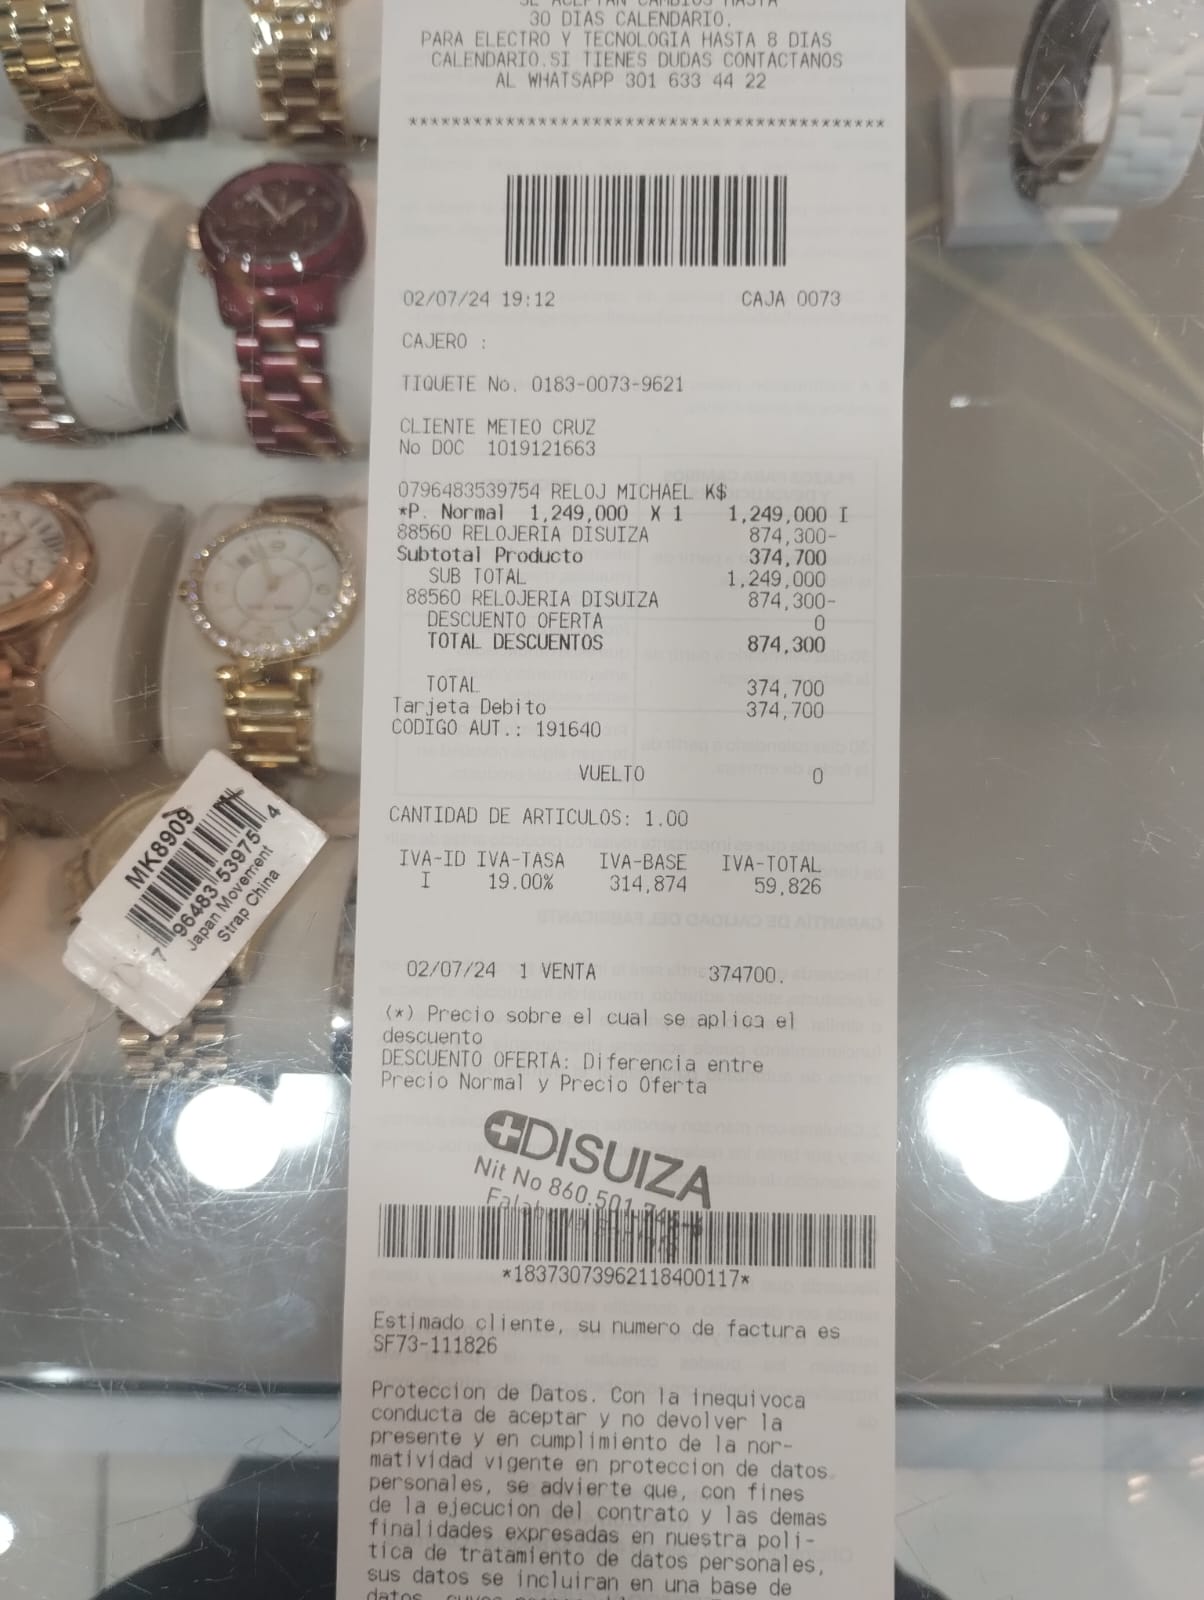 SE ACEPTAN CAMBIOS HASTA
30 DIAS CALENDARIO.
PARA ELECTRO Y TECNOLOGIA HASTA 8 DIAS
CALENDARIO.SI TIENES DUDAS CONTACTANOS
AL WHATSAPP 301 633 44 22
********************************************
02/07/24 19:12 CAJA 0073
CAJERO :
TIQUETE No. 0183-0073-9621
CLIENTE METEO CRUZ
No DOC 1019121663
0796483539754 RELOJ MICHAEL K$
*P. Normal 1,249,000 X 1 1,249,000 I
88560 RELOJERIA DISUIZA 874,300-
Subtotal Producto 374,700
SUB TOTAL 1,249,000
88560 RELOJERIA DISUIZA 874,300-
DESCUENTO OFERTA 0
TOTAL DESCUENTOS 874,300
TOTAL 374,700
Tarjeta Debito 374,700
CODIGO AUT.: 191640
VUELTO 0
CANTIDAD DE ARTICULOS: 1.00
IVA-ID IVA-TASA IVA-BASE IVA-TOTAL
I 19.00% 314,874 59,826
02/07/24 1 VENTA 374700.
(*) Precio sobre el cual se aplica el
descuento
DESCUENTO OFERTA: Diferencia entre
Precio Normal y Precio Oferta
DISUIZA
Nit No 860.501.
*18373073962118400117*
Estimado cliente, su numero de factura es
SF73-111826
Proteccion de Datos. Con la inequivoca
conducta de aceptar y no devolver la
presente y en cumplimiento de la nor-
matividad vigente en proteccion de datos
personales, se advierte que, con fines
de la ejecucion del contrato y las demas
finalidades expresadas en nuestra poli-
tica de tratamiento de datos personales,
sus datos se incluiran en una base de
datos, cuyos
MK8909
7 96483 53975 4
Japan Movement
Strap China